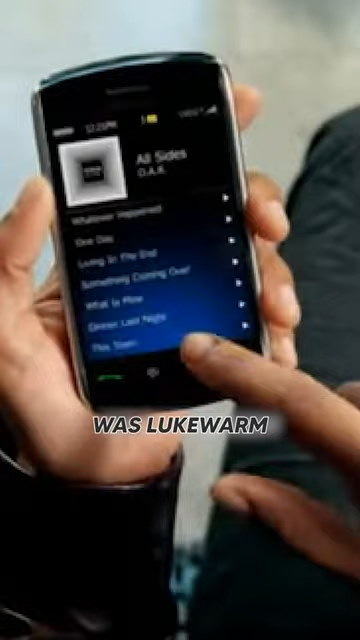 All Sides
O.A.R.
Whatever Happened
One Day
Living In The End
Something Coming Over
What Is Mine
Dinner Last Night
This Town
WAS LUKEWARM